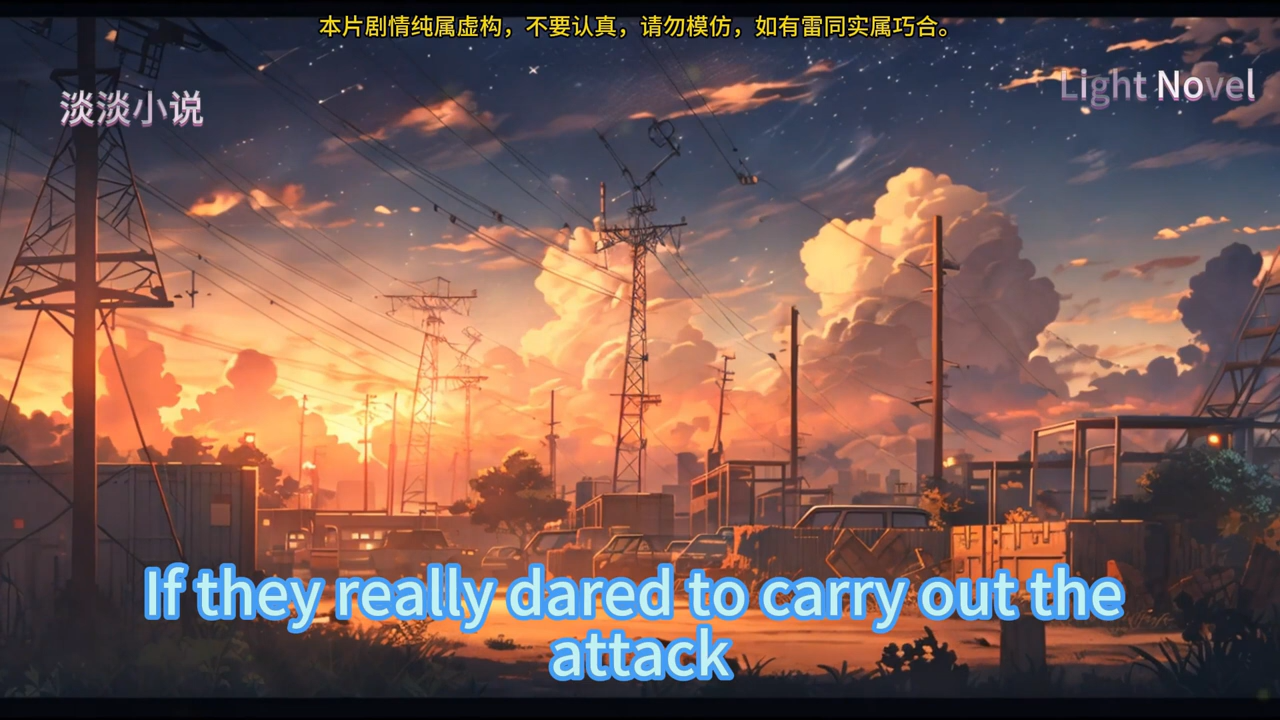 本片剧情纯属虚构，不要认真，请勿模仿，如有雷同实属巧合。
淡淡小说
Light Novel
If they really dared to carry out the
attack